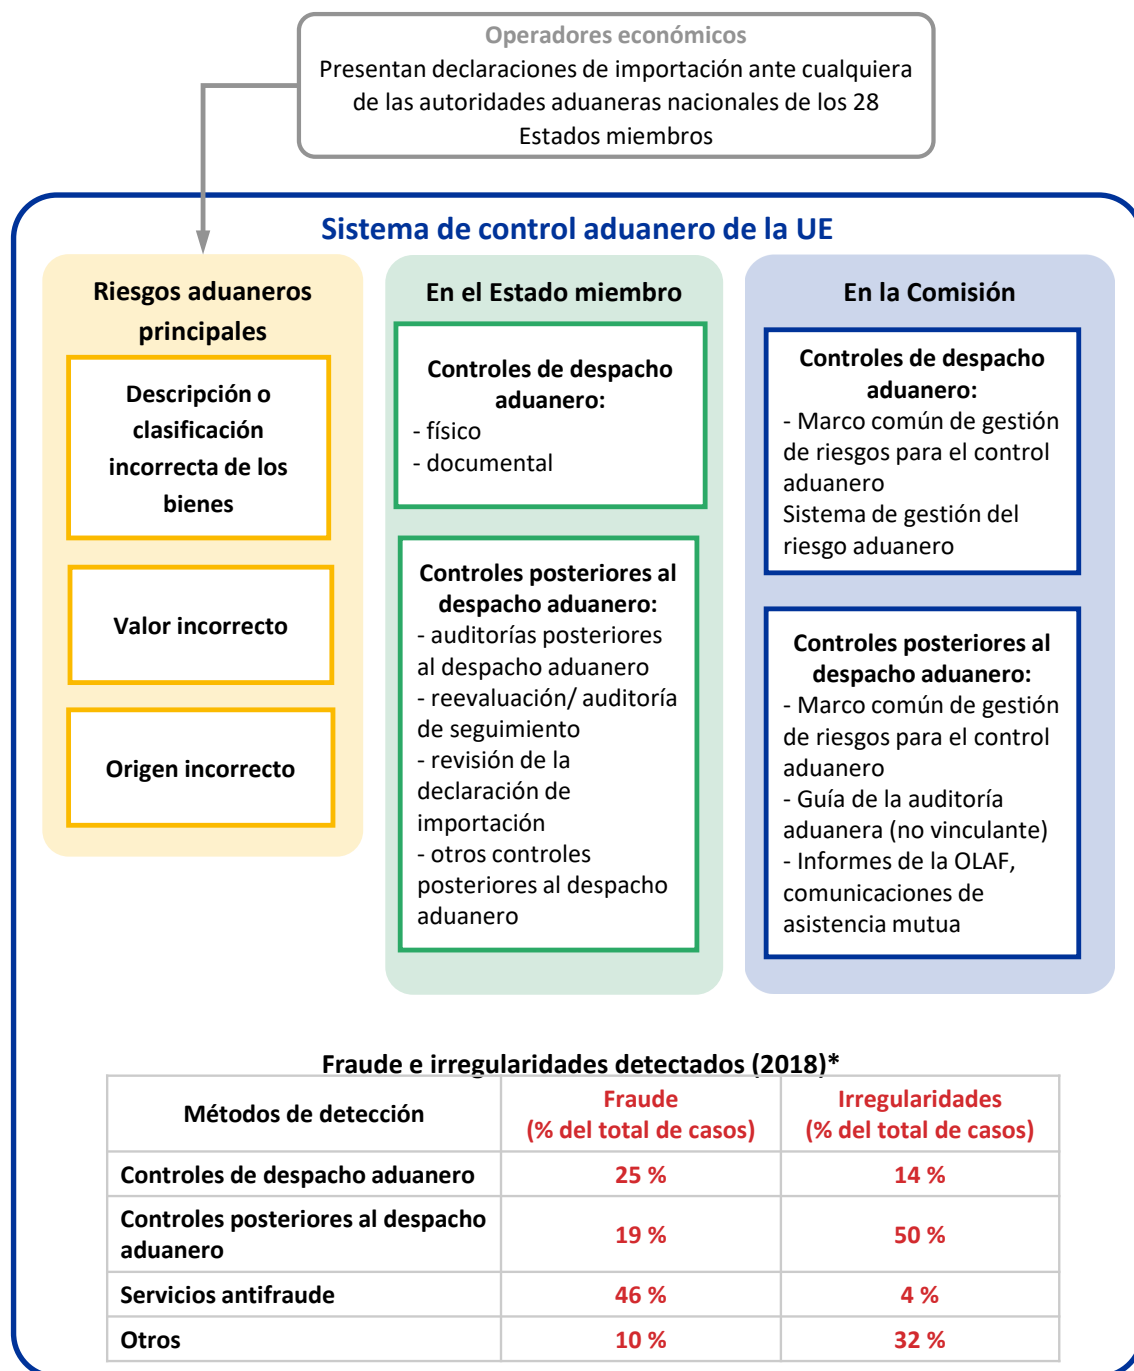 Operadores económicos
Presentan declaraciones de importación ante cualquiera
de las autoridades aduaneras nacionales de los 28
Estados miembros
Sistema de control aduanero de la UE
Riesgos aduaneros
principales
Descripción o
clasificación
incorrecta de los
bienes
Valor incorrecto
Origen incorrecto
En el Estado miembro
Controles de despacho
aduanero:
- físico
- documental
Controles posteriores al
despacho aduanero:
- auditorías posteriores
al despacho aduanero
- reevaluación/ auditoría
de seguimiento
- revisión de la
declaración de
importación
- otros controles
posteriores al despacho
aduanero
En la Comisión
Controles de despacho
aduanero:
- Marco común de gestión
de riesgos para el control
aduanero
Sistema de gestión del
riesgo aduanero
Controles posteriores al
despacho aduanero:
- Marco común de gestión
de riesgos para el control
aduanero
- Guía de la auditoría
aduanera (no vinculante)
- Informes de la OLAF,
comunicaciones de
asistencia mutua
Fraude e irregularidades detectados (2018)*
Métodos de detección
Fraude
(% del total de casos)
Irregularidades
(% del total de casos)
Controles de despacho aduanero 25 % 14 %
Controles posteriores al despacho
aduanero 19 % 50 %
Servicios antifraude 46 % 4 %
Otros 10 % 32 %